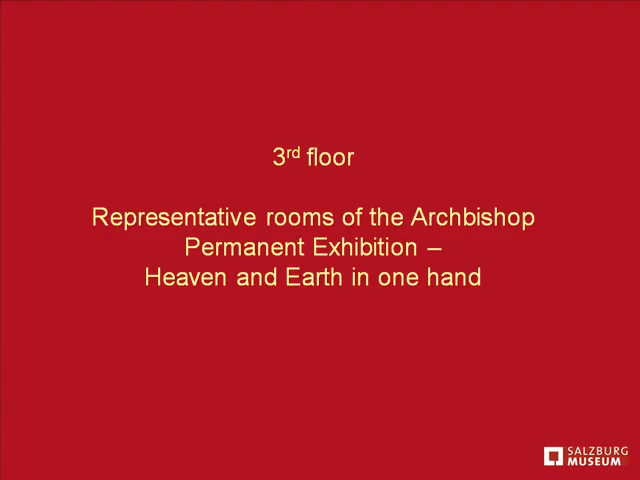 3rd floor
Representative rooms of the Archbishop
Permanent Exhibition –
Heaven and Earth in one hand
SALZBURG
MUSEUM